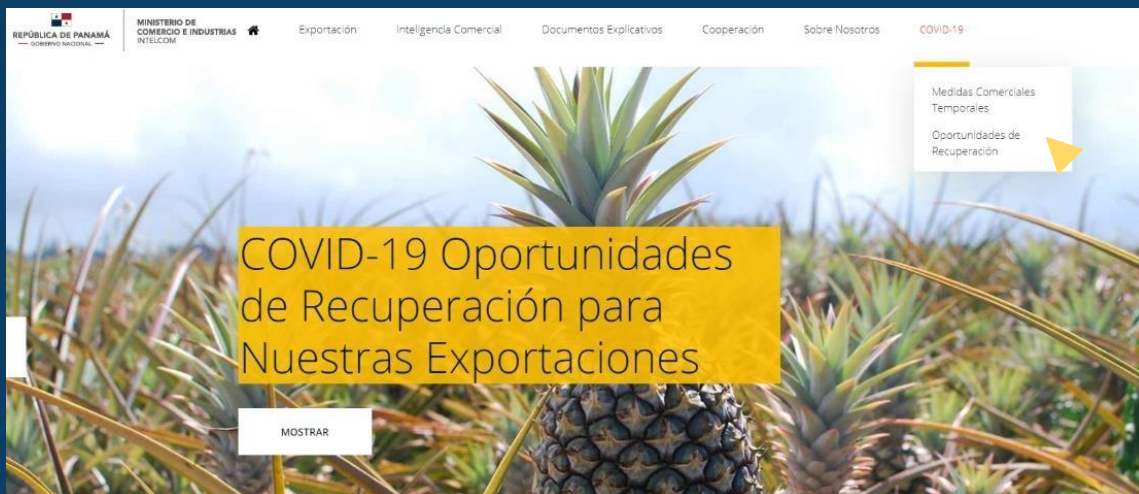 REPÚBLICA DE PANAMÁ
GOBIERNO NACIONAL
MINISTERIO DE
COMERCIO E INDUSTRIAS
INTELCOM
Exportación
Inteligencia Comercial
Documentos Explicativos
Cooperación
Sobre Nosotros
COVID-19
Medidas Comerciales
Temporales
Oportunidades de
Recuperación
COVID-19 Oportunidades
de Recuperación para
Nuestras Exportaciones
MOSTRAR